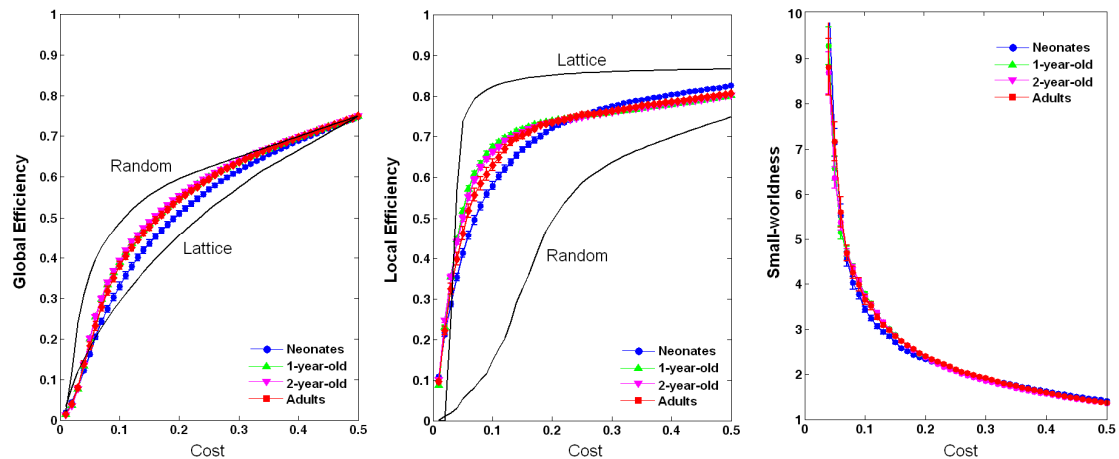 Global Efficiency
1
0.9
0.8
0.7
0.6
0.5
0.4
0.3
0.2
0.1
0
Random
Lattice
Neonates
1-year-old
2-year-old
Adults
0 0.1 0.2 0.3 0.4 0.5
Cost
Local Efficiency
1
0.9
0.8
0.7
0.6
0.5
0.4
0.3
0.2
0.1
0
Lattice
Random
Neonates
1-year-old
2-year-old
Adults
0 0.1 0.2 0.3 0.4 0.5
Cost
Small-worldness
10
9
8
7
6
5
4
3
2
1
Neonates
1-year-old
2-year-old
Adults
0 0.1 0.2 0.3 0.4 0.5
Cost